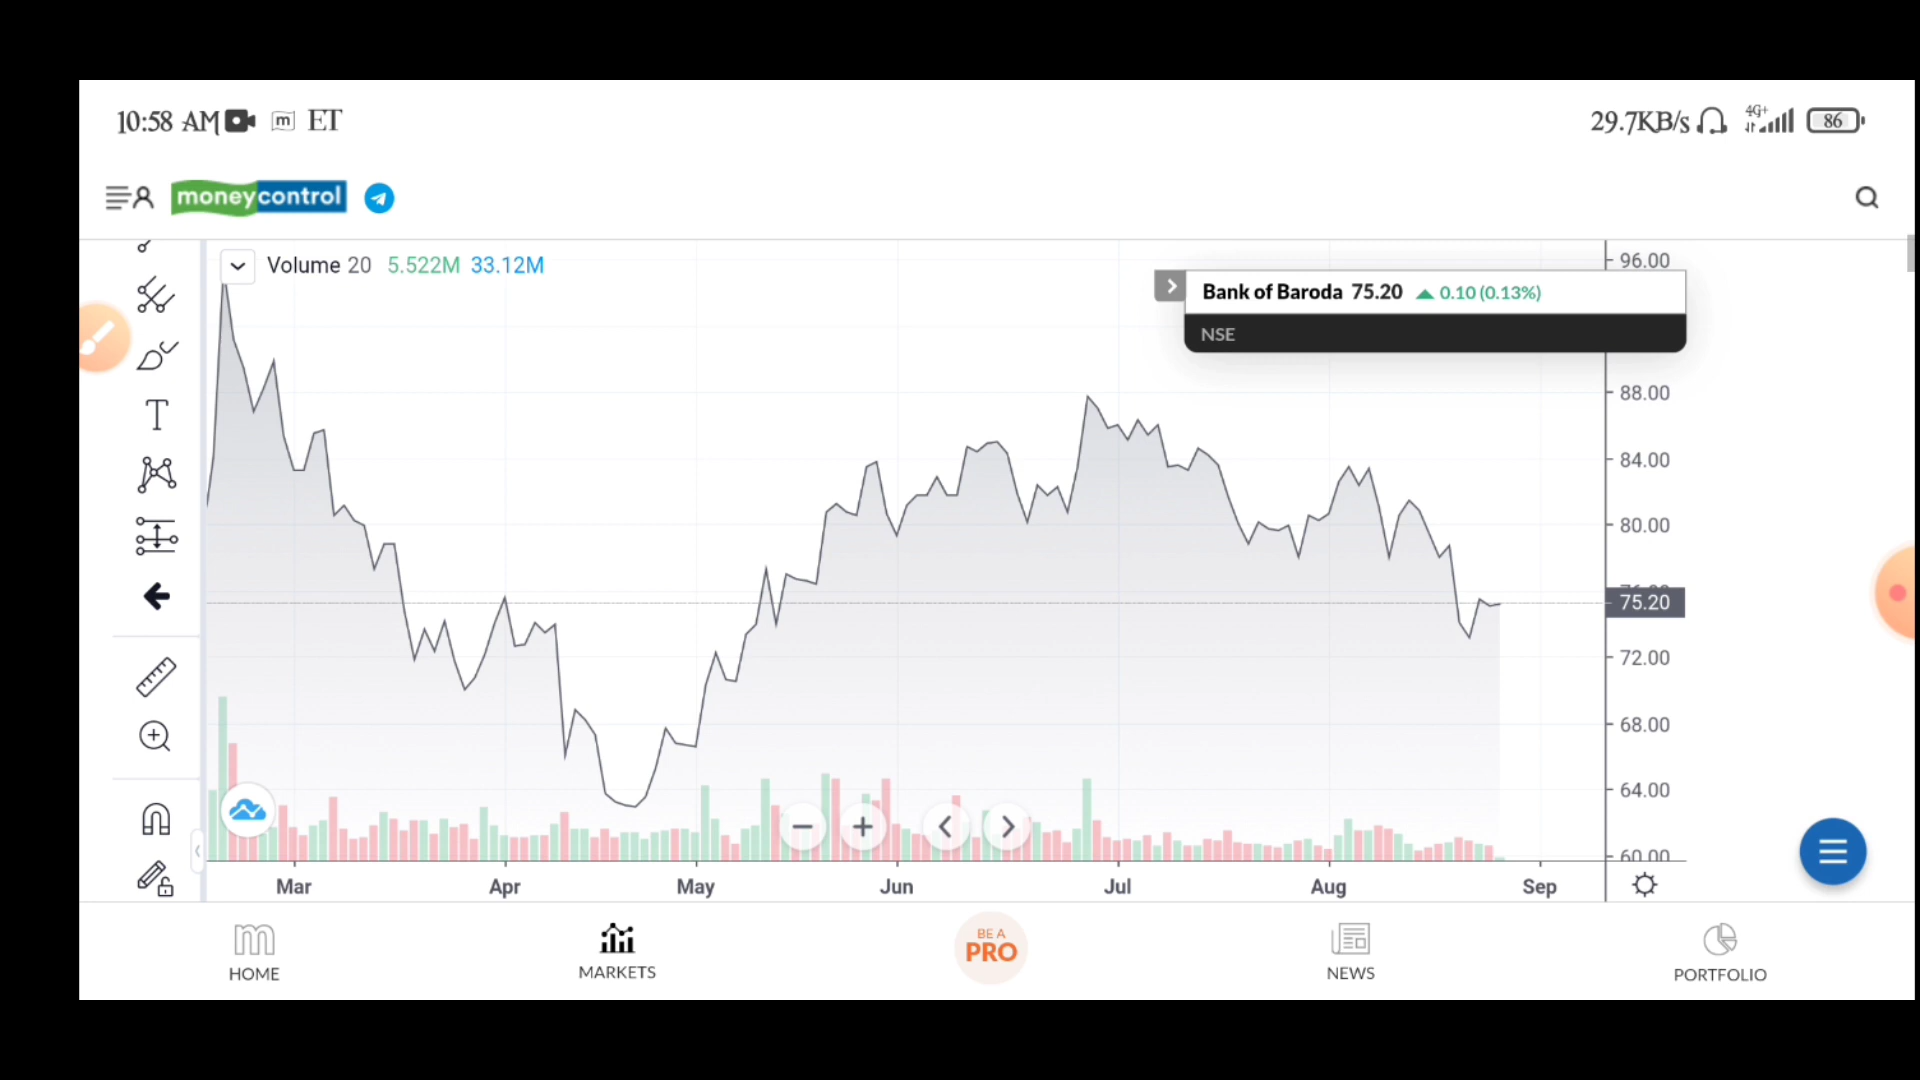 10:58 AM m ET
29.7KB/s 4G+ 86
moneycontrol
Volume 20 5.522M 33.12M
Bank of Baroda 75.20 ▲ 0.10 (0.13%)
NSE
96.00
88.00
84.00
80.00
75.20
72.00
68.00
64.00
60.00
Mar Apr May Jun Jul Aug Sep
BE A
PRO
HOME MARKETS NEWS PORTFOLIO